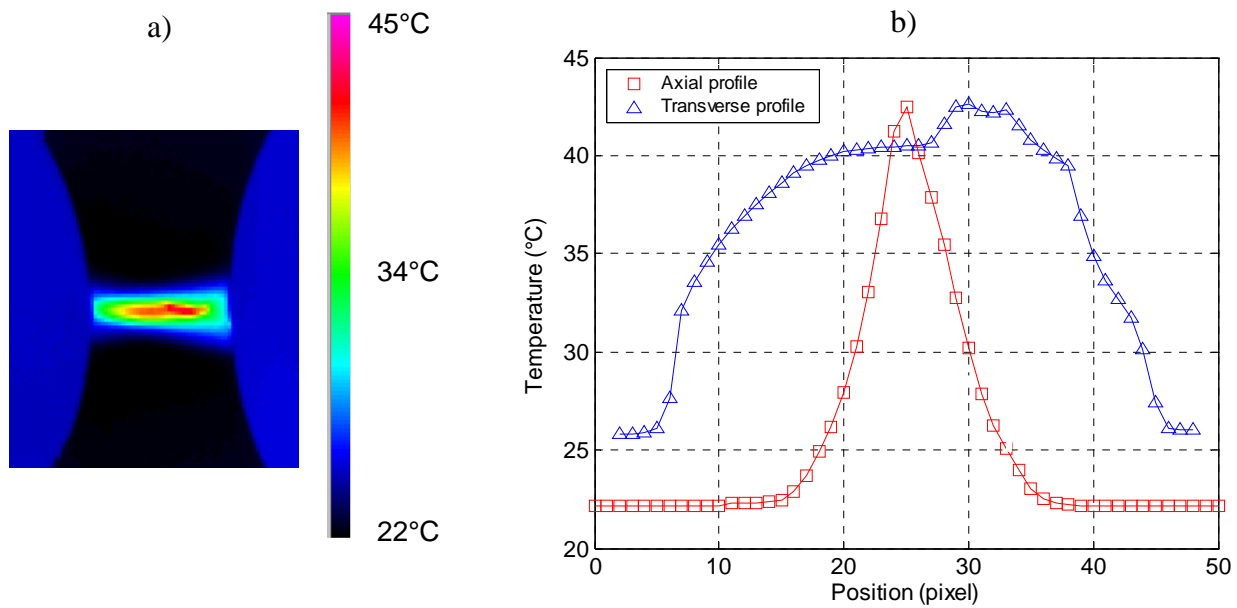 a)
45°C
34°C
22°C
b)
Axial profile
Transverse profile
45
40
35
30
25
20
Temperature (°C)
0
10
20
30
40
50
Position (pixel)